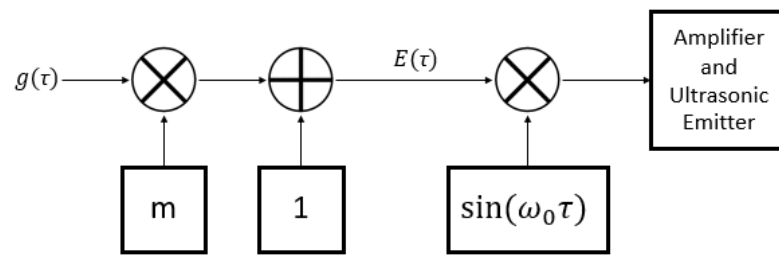 g(τ)
E(τ)
Amplifier
and
Ultrasonic
Emitter
m
1
sin(ω₀τ)